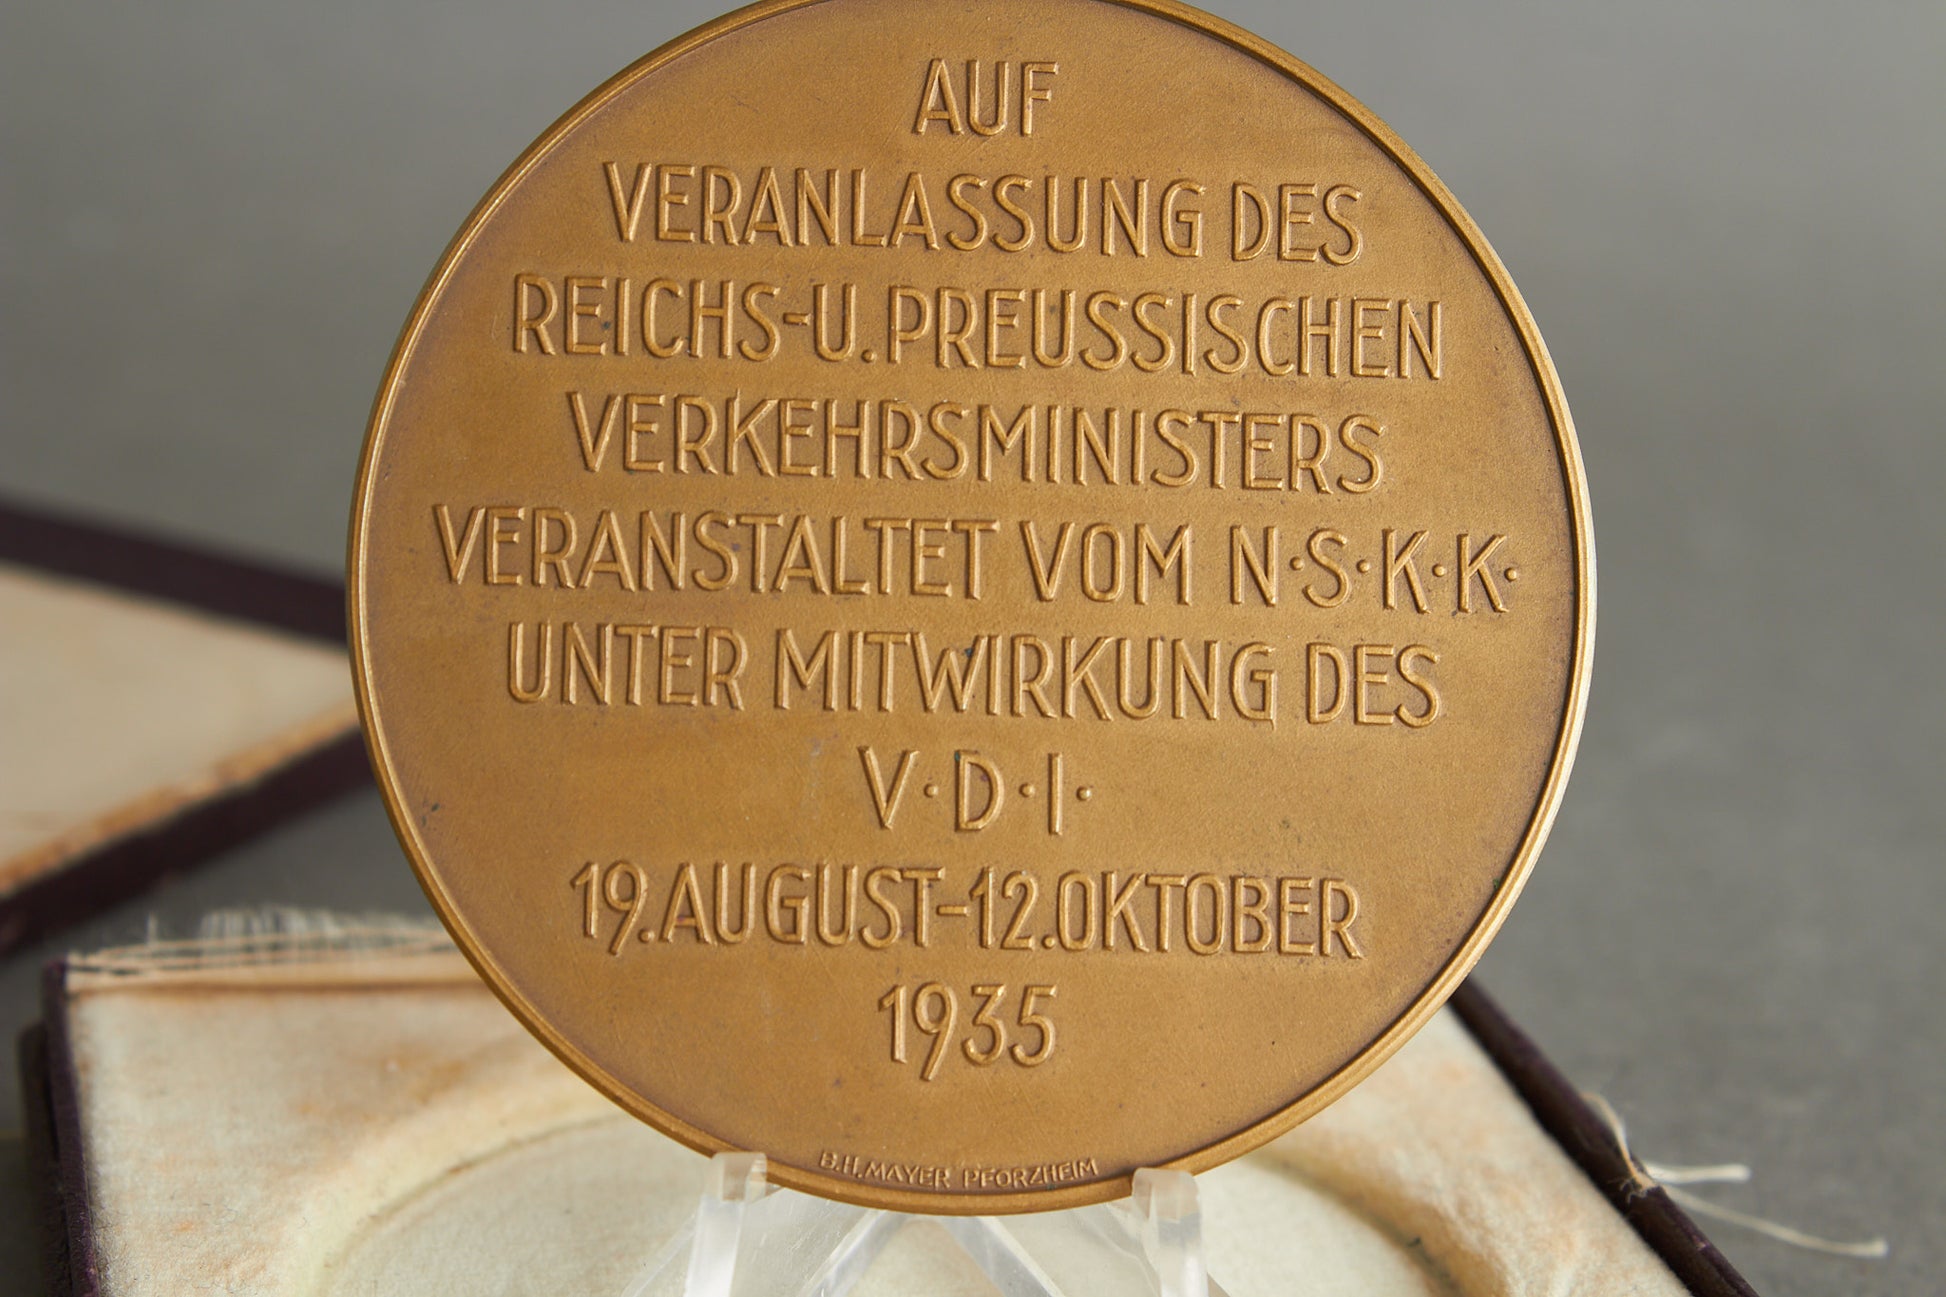 AUF
VERANLASSUNG DES
REICHS-U.PREUSSISCHEN
VERKEHRSMINISTERS
VERANSTALTET VOM N·S·K·K·
UNTER MITWIRKUNG DES
V·D·I·
19.AUGUST-12.OKTOBER
1935
B.H.MAYER PFORZHEIM